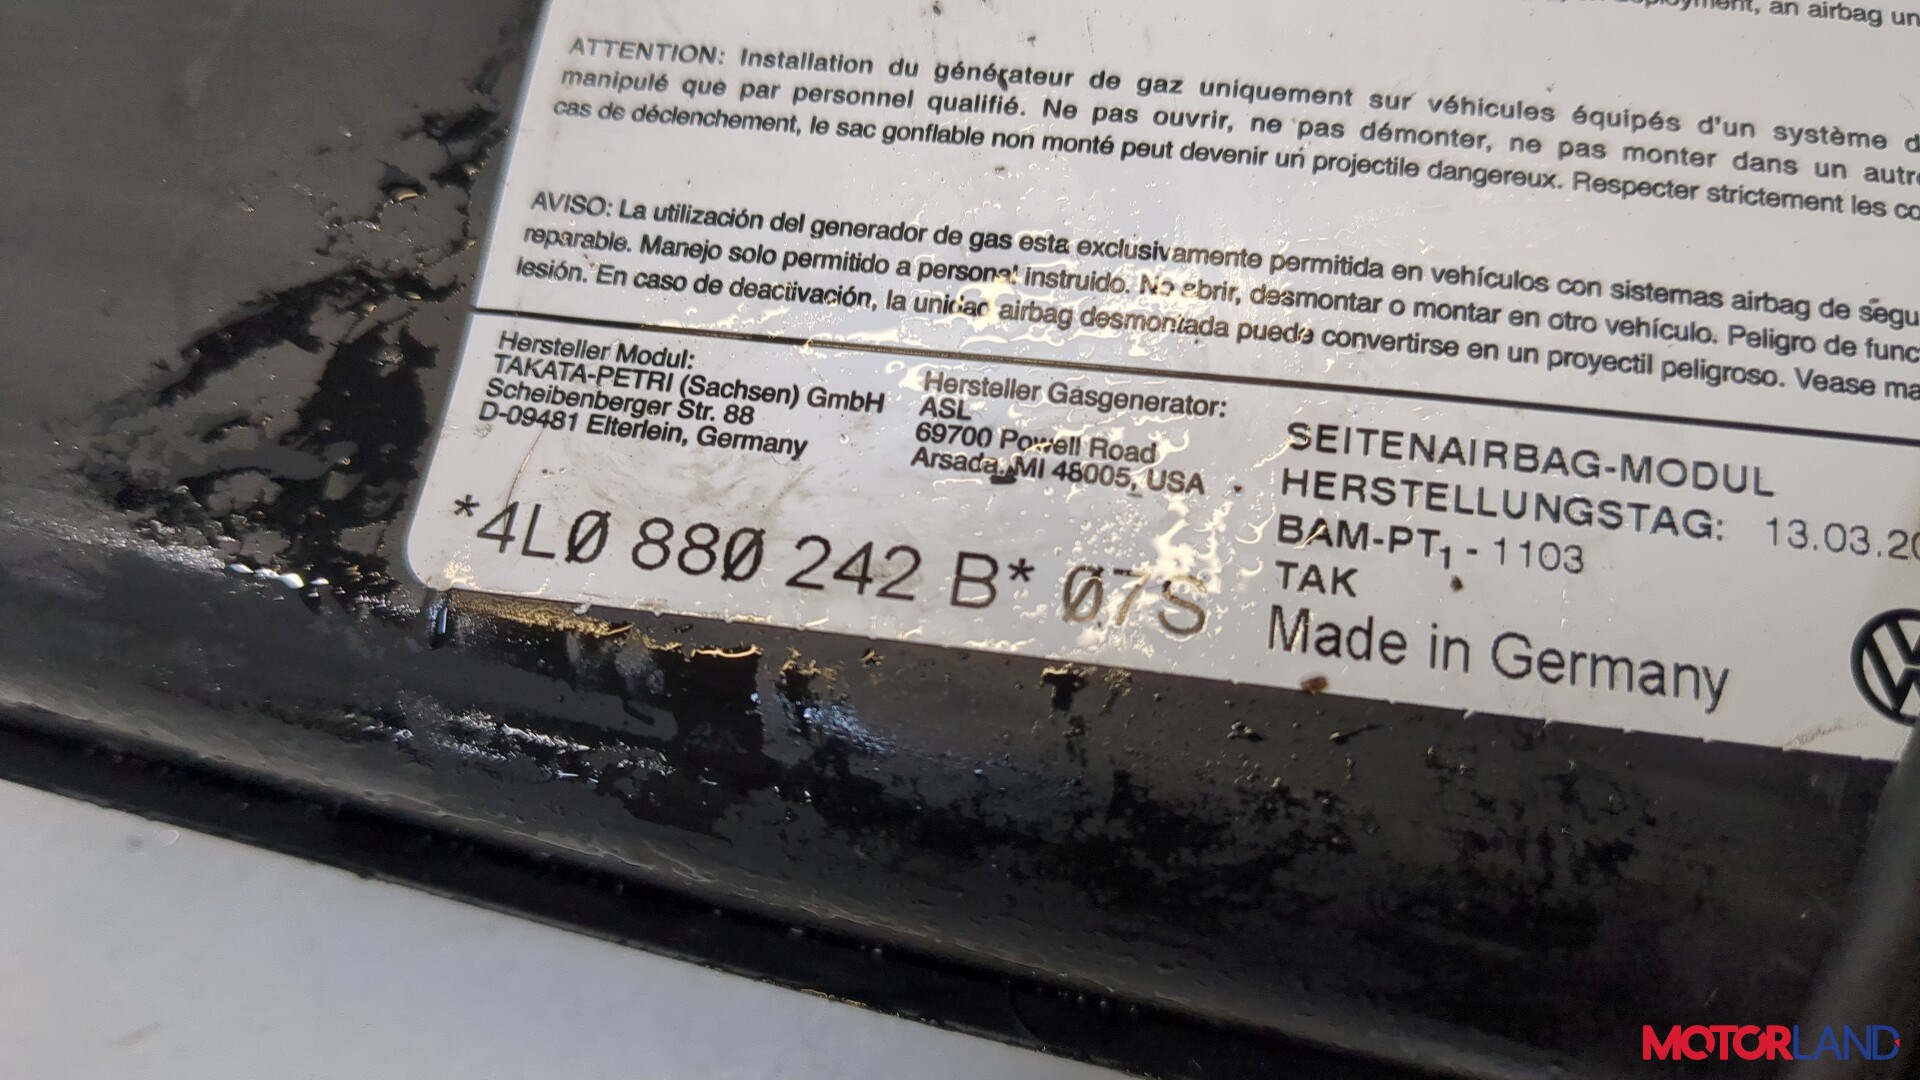 deployment, an airbag
ATTENTION: Installation du générateur de gaz uniquement sur véhicules équipés d'un système
manipulé que par personnel qualifié. Ne pas ouvrir, ne pas démonter, ne pas monter dans un
cas de déclenchement, le sac gonflable non monté peut devenir un projectile dangereux. Respecter strictement les
AVISO: La utilización del generador de gas esta exclusivamente permitida en vehículos con sistemas airbag de
reparable. Manejo solo permitido a personal instruido. No abrir, desmontar o montar en otro vehículo. Peligro de
lesión. En caso de deactivación, la unidad airbag desmontada puede convertirse en un proyectil peligroso. Vease
Hersteller Modul:
TAKATA-PETRI (Sachsen) GmbH
Scheibenberger Str. 88
D-09481 Elterlein, Germany
Hersteller Gasgenerator:
ASL
69700 Powell Road
Arsada, MI 48005, USA
*4L0 880 242 B* 07S
SEITENAIRBAG-MODUL
HERSTELLUNGSTAG: 13.03.20
BAM-PT1 - 1103
TAK
Made in Germany
MOTORLAND